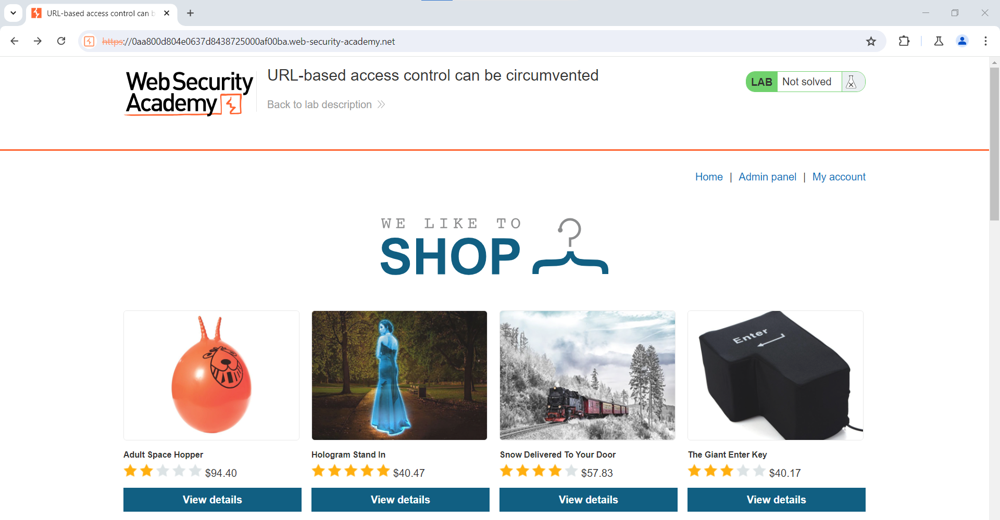 URL-based access control can b
https://0aa800d804e0637d8438725000af00ba.web-security-academy.net
Web Security
Academy
URL-based access control can be circumvented
Back to lab description
LAB Not solved
Home | Admin panel | My account
WE LIKE TO
SHOP
Enter
Adult Space Hopper
Hologram Stand In
Snow Delivered To Your Door
The Giant Enter Key
$94.40
$40.47
$57.83
$40.17
View details
View details
View details
View details